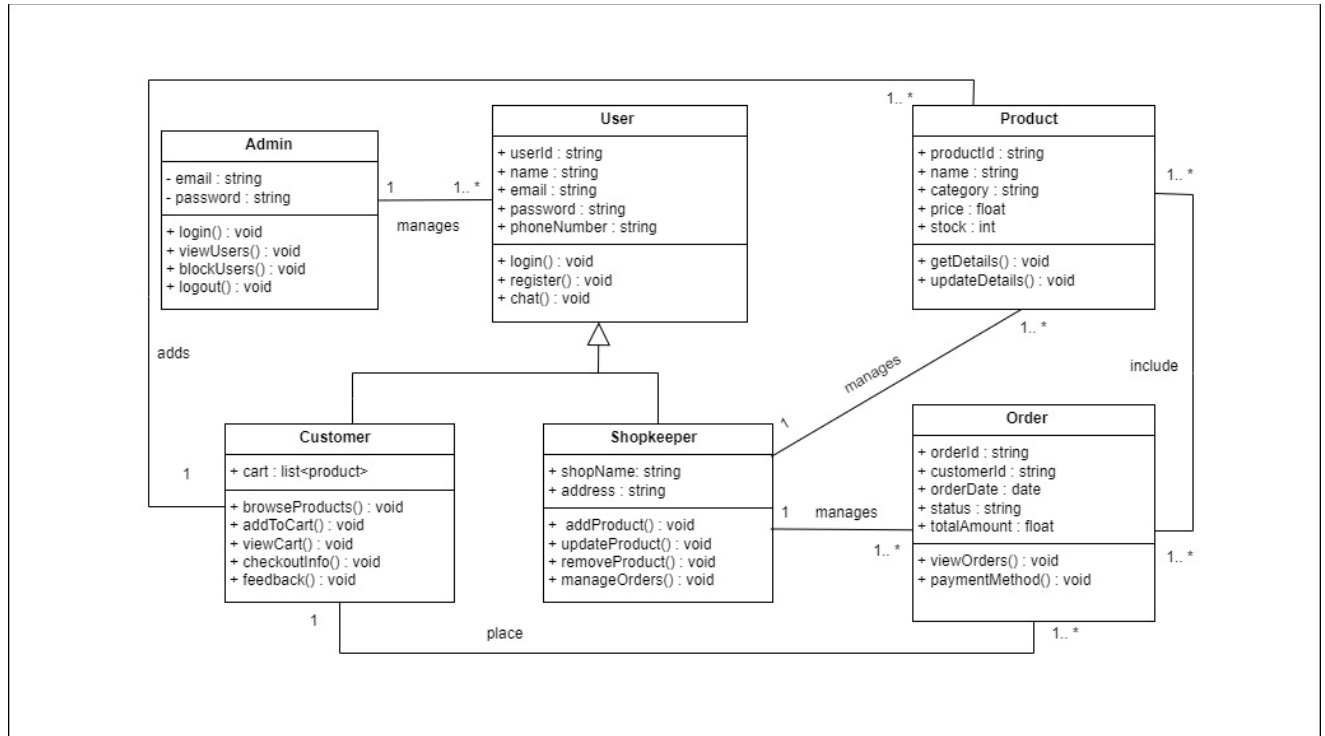 1.. *
Admin
- email : string
- password : string
+ login() : void
+ viewUsers() : void
+ blockUsers() : void
+ logout() : void
1
1.. *
manages
User
+ userId : string
+ name : string
+ email : string
+ password : string
+ phoneNumber : string
+ login() : void
+ register() : void
+ chat() : void
Product
+ productId : string
+ name : string
+ category : string
+ price : float
+ stock : int
+ getDetails() : void
+ updateDetails() : void
1.. *
1.. *
manages
1
include
adds
1
Customer
+ cart : list<product>
+ browseProducts() : void
+ addToCart() : void
+ viewCart() : void
+ checkoutInfo() : void
+ feedback() : void
Shopkeeper
+ shopName: string
+ address : string
+ addProduct() : void
+ updateProduct() : void
+ removeProduct() : void
+ manageOrders() : void
1
manages
1.. *
Order
+ orderId : string
+ customerId : string
+ orderDate : date
+ status : string
+ totalAmount : float
+ viewOrders() : void
+ paymentMethod() : void
1.. *
1
place
1.. *